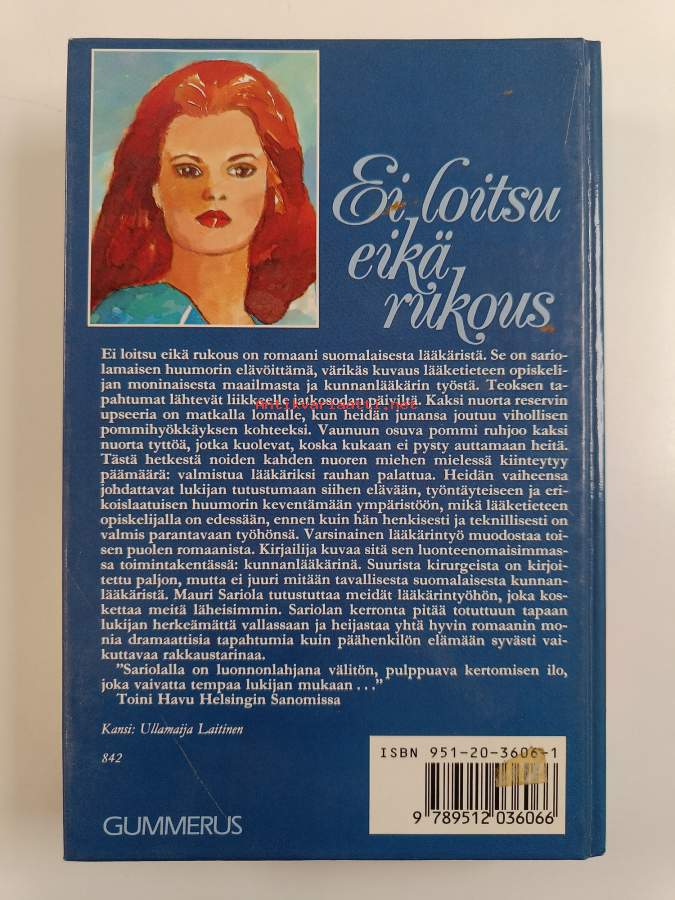 Ei loitsu
eikä
rukous
Ei loitsu eikä rukous on romaani suomalaisesta lääkäristä. Se on sario-
lamaisen huumorin elävöittämä, värikäs kuvaus lääketieteen opiskeli-
jan moninaisesta maailmasta ja kunnanlääkärin työstä. Teoksen ta-
pahtumat lähtevät liikkeelle jatkosodan päiviltä. Kaksi nuorta reservin
antikvariaatti.net
upseeria on matkalla lomalle, kun heidän junansa joutuu vihollisen
pommihyökkäyksen kohteeksi. Vaunuun osuva pommi ruhjoo kaksi
nuorta tyttöä, jotka kuolevat, koska kukaan ei pysty auttamaan heitä.
Tästä hetkestä noiden kahden nuoren miehen mielessä kiinteytyy
päämäärä: valmistua lääkäriksi rauhan palattua. Heidän vaiheensa
johdattavat lukijan tutustumaan siihen elävään, työntäyteiseen ja eri-
koislaatuisen huumorin keventämään ympäristöön, mikä lääketieteen
opiskelijalla on edessään, ennen kuin hän henkisesti ja teknillisesti on
valmis parantavaan työhönsä. Varsinainen lääkärintyö muodostaa toi-
sen puolen romaanista. Kirjailija kuvaa sitä sen luonteenomaisimmas-
sa toimintakentässä: kunnanlääkärinä. Suurista kirurgeista on kirjoi-
tettu paljon, mutta ei juuri mitään tavallisesta suomalaisesta kunnan-
lääkäristä. Mauri Sariola tutustuttaa meidät lääkärintyöhön, joka kos-
kettaa meitä läheisimmin. Sariolan kerronta pitää totuttuun tapaan
lukijan herkeämättä vallassaan ja heijastaa yhtä hyvin romaanin mo-
nia dramaattisia tapahtumia kuin päähenkilön elämään syvästi vai-
kuttavaa rakkaustarinaa.
”Sariolalla on luonnonlahjana välitön, pulppuava kertomisen ilo,
joka vaivatta tempaa lukijan mukaan . . .”
Toini Havu Helsingin Sanomissa
Kansi: Ullamaija Laitinen
842
GUMMERUS
ISBN 951-20-3606-1
9 789512 036066